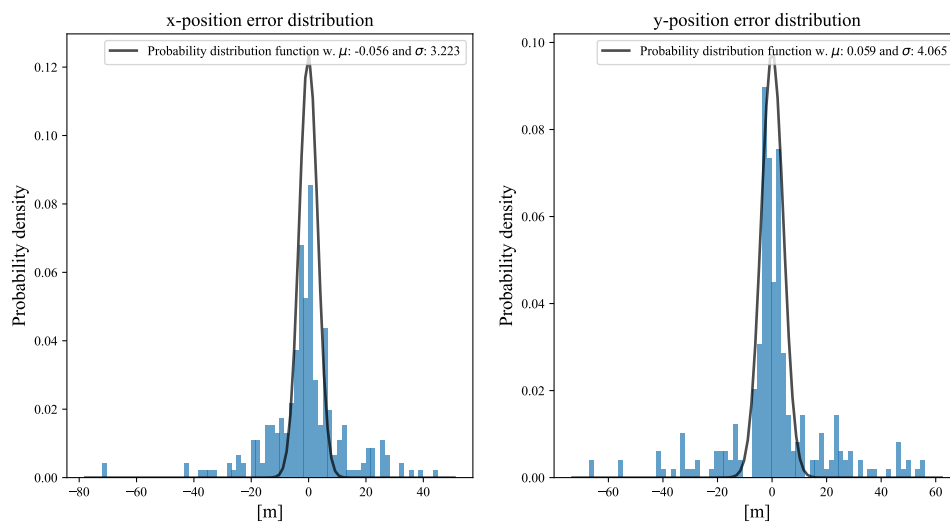 x-position error distribution
Probability distribution function w. μ: -0.056 and σ: 3.223
0.12
0.10
0.08
0.06
0.04
0.02
0.00
Probability density
−80 −60 −40 −20 0 20 40
[m]
y-position error distribution
Probability distribution function w. μ: 0.059 and σ: 4.065
0.10
0.08
0.06
0.04
0.02
0.00
Probability density
−60 −40 −20 0 20 40 60
[m]